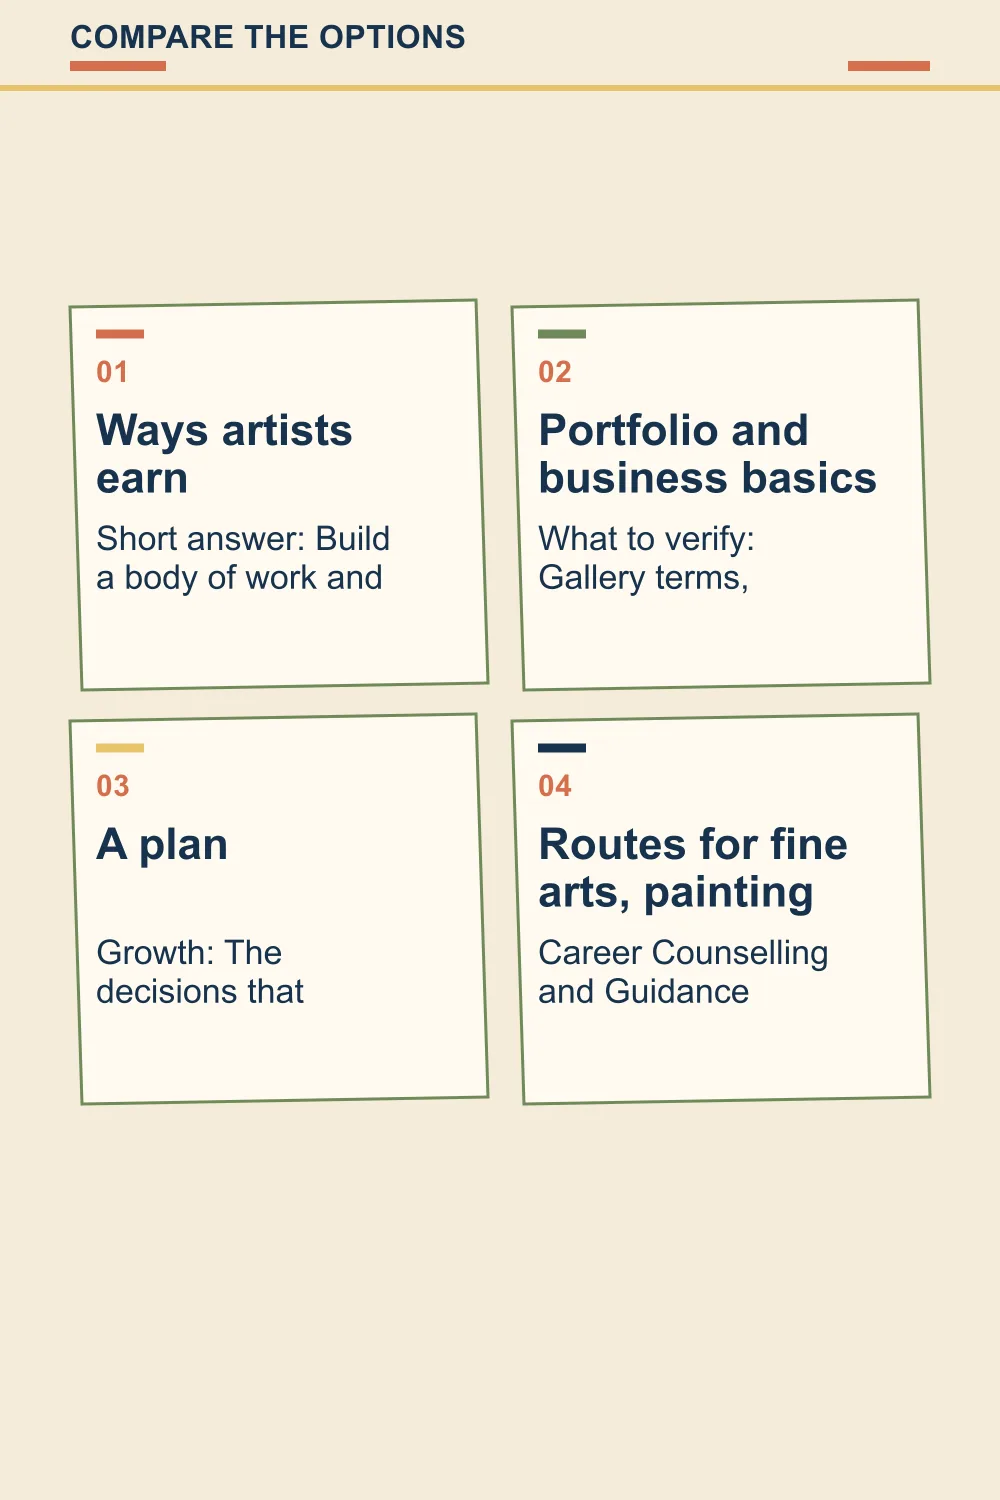 COMPARE THE OPTIONS
01
Ways artists
earn
Short answer: Build
a body of work and
02
Portfolio and
business basics
What to verify:
Gallery terms,
03
A plan
Growth: The
decisions that
04
Routes for fine
arts, painting
Career Counselling
and Guidance